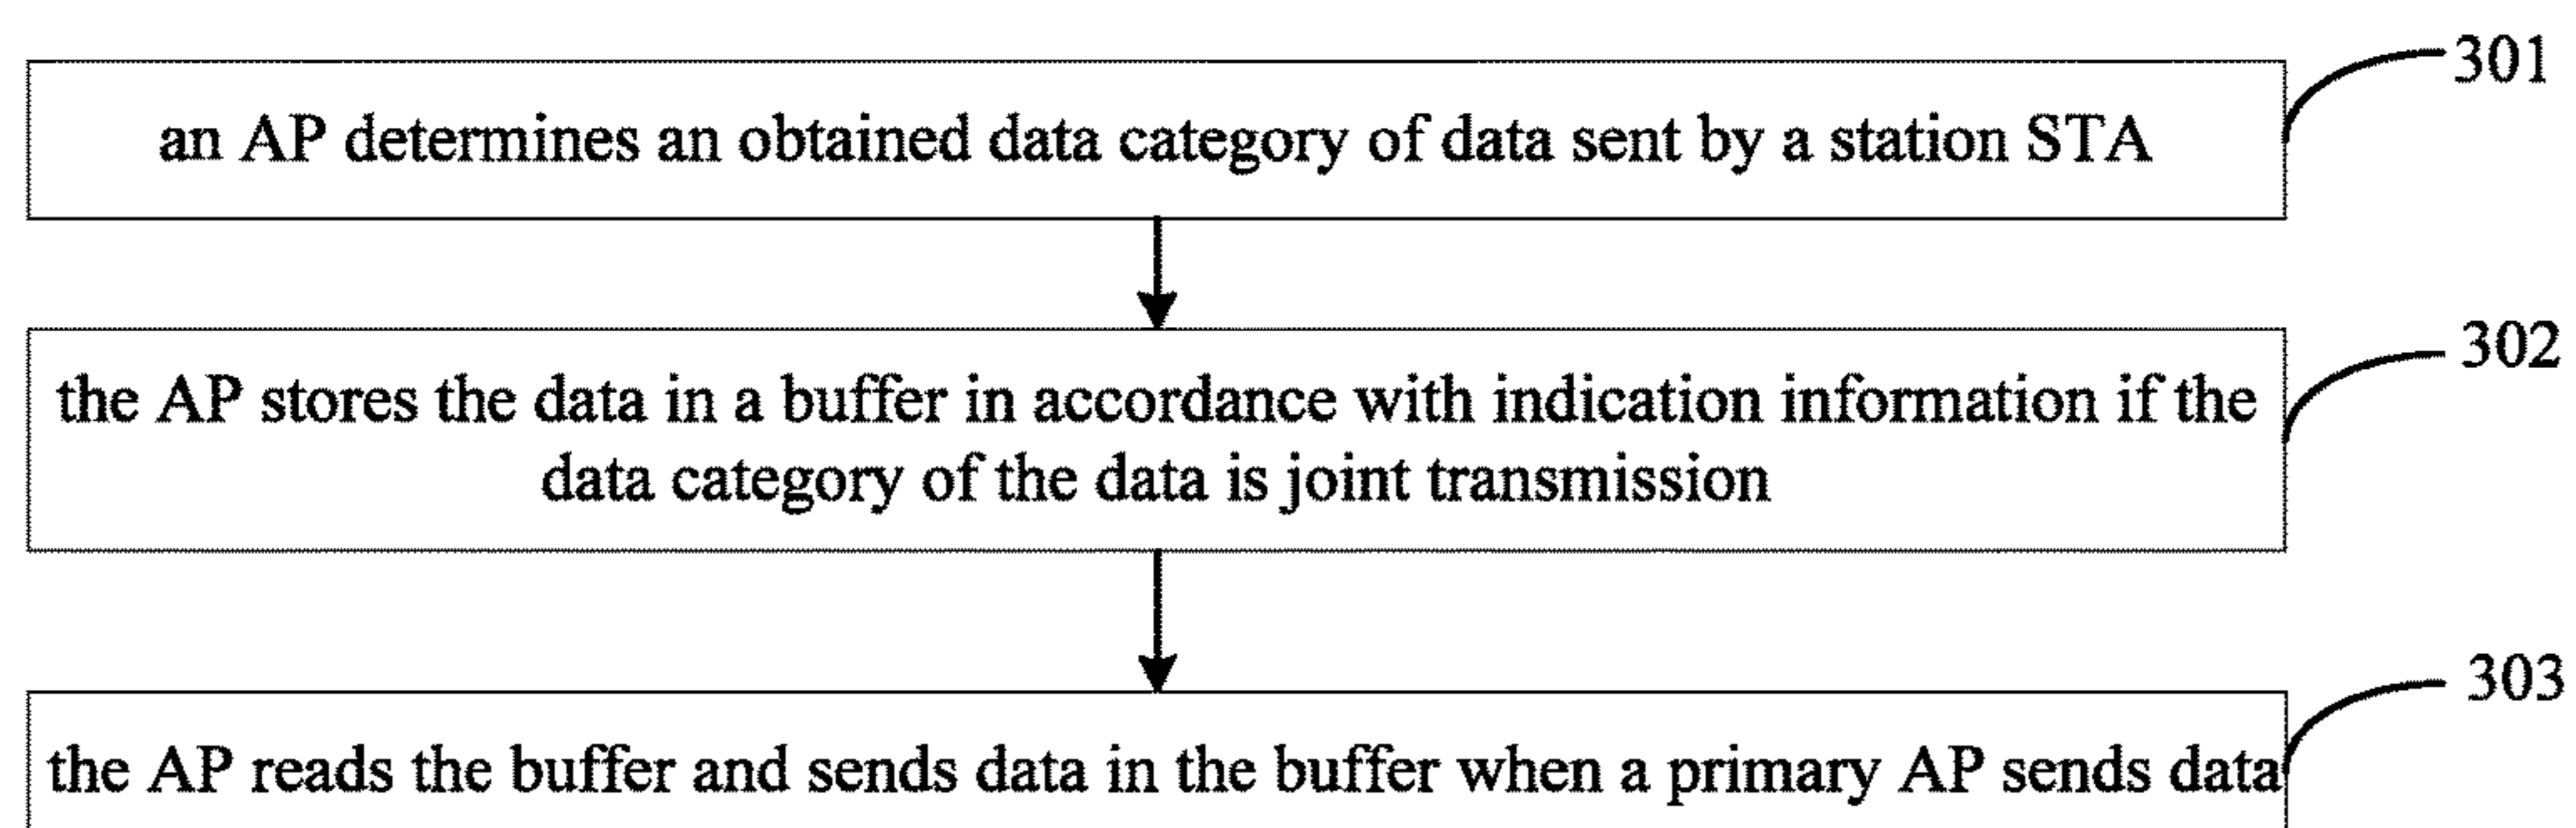 301
an AP determines an obtained data category of data sent by a station STA
302
the AP stores the data in a buffer in accordance with indication information if the
data category of the data is joint transmission
303
the AP reads the buffer and sends data in the buffer when a primary AP sends data